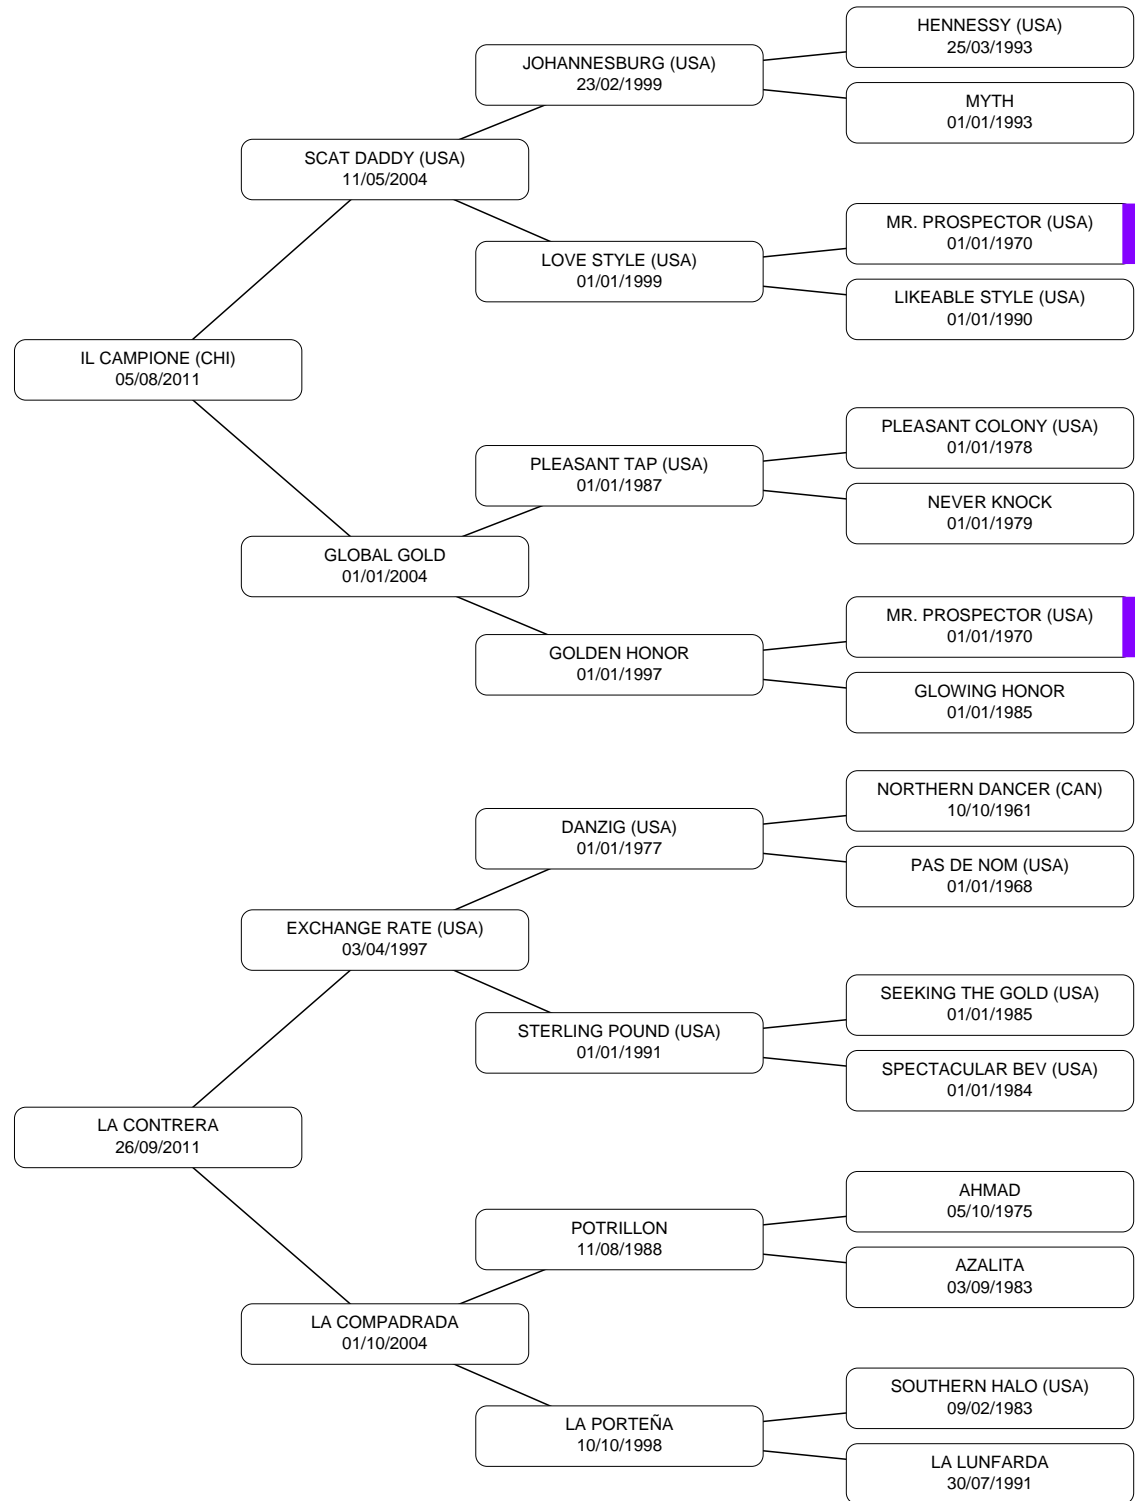 HENNESSY (USA)
25/03/1993
JOHANNESBURG (USA)
23/02/1999
MYTH
01/01/1993
SCAT DADDY (USA)
11/05/2004
MR. PROSPECTOR (USA)
01/01/1970
LOVE STYLE (USA)
01/01/1999
LIKEABLE STYLE (USA)
01/01/1990
IL CAMPIONE (CHI)
05/08/2011
PLEASANT COLONY (USA)
01/01/1978
PLEASANT TAP (USA)
01/01/1987
NEVER KNOCK
01/01/1979
GLOBAL GOLD
01/01/2004
MR. PROSPECTOR (USA)
01/01/1970
GOLDEN HONOR
01/01/1997
GLOWING HONOR
01/01/1985
NORTHERN DANCER (CAN)
10/10/1961
DANZIG (USA)
01/01/1977
PAS DE NOM (USA)
01/01/1968
EXCHANGE RATE (USA)
03/04/1997
SEEKING THE GOLD (USA)
01/01/1985
STERLING POUND (USA)
01/01/1991
SPECTACULAR BEV (USA)
01/01/1984
LA CONTRERA
26/09/2011
AHMAD
05/10/1975
POTRILLON
11/08/1988
AZALITA
03/09/1983
LA COMPADRADA
01/10/2004
SOUTHERN HALO (USA)
09/02/1983
LA PORTEÑA
10/10/1998
LA LUNFARDA
30/07/1991